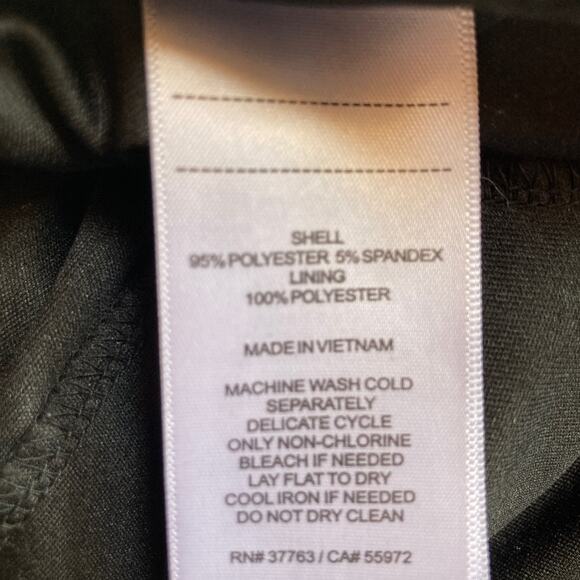 SHELL
95% POLYESTER 5% SPANDEX
LINING
100% POLYESTER
MADE IN VIETNAM
MACHINE WASH COLD
SEPARATELY
DELICATE CYCLE
ONLY NON-CHLORINE
BLEACH IF NEEDED
LAY FLAT TO DRY
COOL IRON IF NEEDED
DO NOT DRY CLEAN
RN# 37763 / CA# 55972